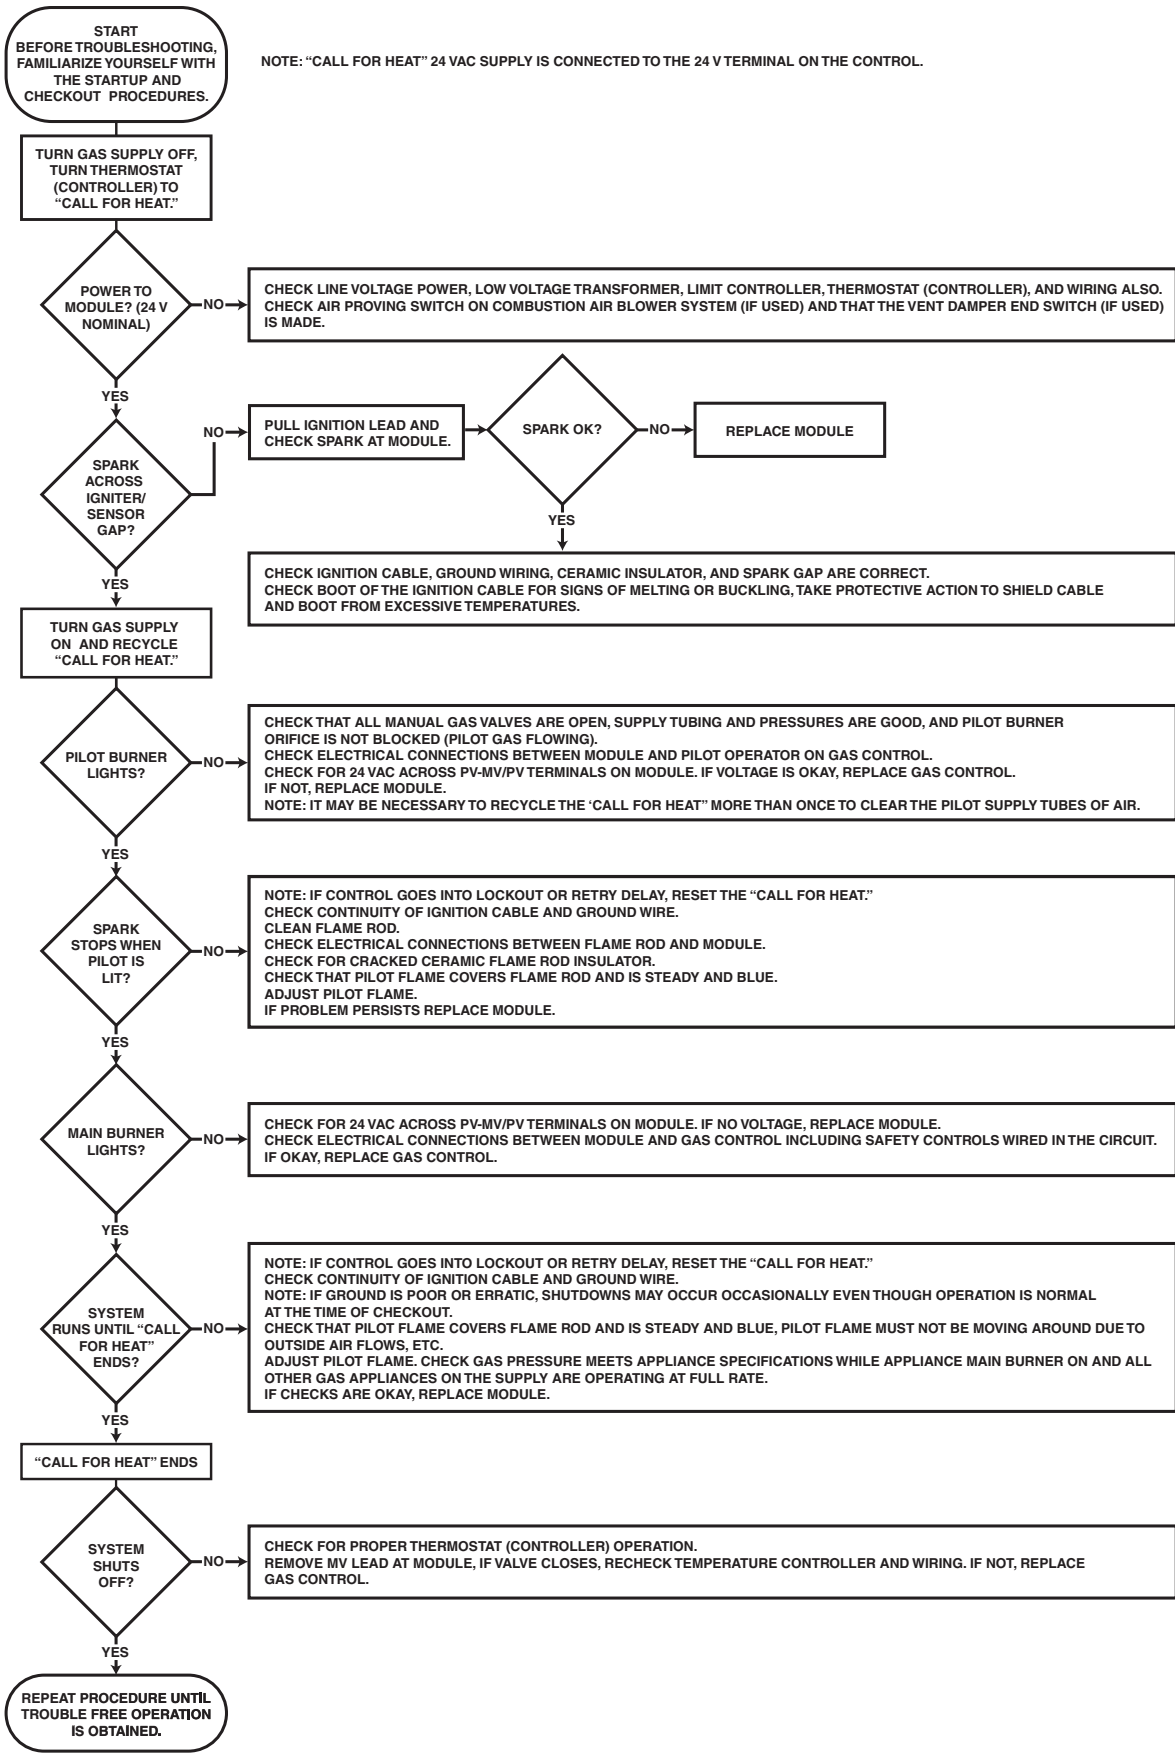 START
BEFORE TROUBLESHOOTING,
FAMILIARIZE YOURSELF WITH
THE STARTUP AND
CHECKOUT PROCEDURES.
NOTE: “CALL FOR HEAT” 24 VAC SUPPLY IS CONNECTED TO THE 24 V TERMINAL ON THE CONTROL.
TURN GAS SUPPLY OFF,
TURN THERMOSTAT
(CONTROLLER) TO
“CALL FOR HEAT.”
POWER TO
MODULE? (24 V
NOMINAL)
NO
CHECK LINE VOLTAGE POWER, LOW VOLTAGE TRANSFORMER, LIMIT CONTROLLER, THERMOSTAT (CONTROLLER), AND WIRING ALSO.
CHECK AIR PROVING SWITCH ON COMBUSTION AIR BLOWER SYSTEM (IF USED) AND THAT THE VENT DAMPER END SWITCH (IF USED)
IS MADE.
YES
SPARK
ACROSS
IGNITER/
SENSOR
GAP?
NO
PULL IGNITION LEAD AND
CHECK SPARK AT MODULE.
SPARK OK?
NO
REPLACE MODULE
YES
CHECK IGNITION CABLE, GROUND WIRING, CERAMIC INSULATOR, AND SPARK GAP ARE CORRECT.
CHECK BOOT OF THE IGNITION CABLE FOR SIGNS OF MELTING OR BUCKLING, TAKE PROTECTIVE ACTION TO SHIELD CABLE
AND BOOT FROM EXCESSIVE TEMPERATURES.
YES
TURN GAS SUPPLY
ON AND RECYCLE
“CALL FOR HEAT.”
PILOT BURNER
LIGHTS?
NO
CHECK THAT ALL MANUAL GAS VALVES ARE OPEN, SUPPLY TUBING AND PRESSURES ARE GOOD, AND PILOT BURNER
ORIFICE IS NOT BLOCKED (PILOT GAS FLOWING).
CHECK ELECTRICAL CONNECTIONS BETWEEN MODULE AND PILOT OPERATOR ON GAS CONTROL.
CHECK FOR 24 VAC ACROSS PV-MV/PV TERMINALS ON MODULE. IF VOLTAGE IS OKAY, REPLACE GAS CONTROL.
IF NOT, REPLACE MODULE.
NOTE: IT MAY BE NECESSARY TO RECYCLE THE ‘CALL FOR HEAT” MORE THAN ONCE TO CLEAR THE PILOT SUPPLY TUBES OF AIR.
YES
SPARK
STOPS WHEN
PILOT IS
LIT?
NO
NOTE: IF CONTROL GOES INTO LOCKOUT OR RETRY DELAY, RESET THE “CALL FOR HEAT.”
CHECK CONTINUITY OF IGNITION CABLE AND GROUND WIRE.
CLEAN FLAME ROD.
CHECK ELECTRICAL CONNECTIONS BETWEEN FLAME ROD AND MODULE.
CHECK FOR CRACKED CERAMIC FLAME ROD INSULATOR.
CHECK THAT PILOT FLAME COVERS FLAME ROD AND IS STEADY AND BLUE.
ADJUST PILOT FLAME.
IF PROBLEM PERSISTS REPLACE MODULE.
YES
MAIN BURNER
LIGHTS?
NO
CHECK FOR 24 VAC ACROSS PV-MV/PV TERMINALS ON MODULE. IF NO VOLTAGE, REPLACE MODULE.
CHECK ELECTRICAL CONNECTIONS BETWEEN MODULE AND GAS CONTROL INCLUDING SAFETY CONTROLS WIRED IN THE CIRCUIT.
IF OKAY, REPLACE GAS CONTROL.
YES
SYSTEM
RUNS UNTIL “CALL
FOR HEAT”
ENDS?
NO
NOTE: IF CONTROL GOES INTO LOCKOUT OR RETRY DELAY, RESET THE “CALL FOR HEAT.”
CHECK CONTINUITY OF IGNITION CABLE AND GROUND WIRE.
NOTE: IF GROUND IS POOR OR ERRATIC, SHUTDOWNS MAY OCCUR OCCASIONALLY EVEN THOUGH OPERATION IS NORMAL
AT THE TIME OF CHECKOUT.
CHECK THAT PILOT FLAME COVERS FLAME ROD AND IS STEADY AND BLUE, PILOT FLAME MUST NOT BE MOVING AROUND DUE TO
OUTSIDE AIR FLOWS, ETC.
ADJUST PILOT FLAME. CHECK GAS PRESSURE MEETS APPLIANCE SPECIFICATIONS WHILE APPLIANCE MAIN BURNER ON AND ALL
OTHER GAS APPLIANCES ON THE SUPPLY ARE OPERATING AT FULL RATE.
IF CHECKS ARE OKAY, REPLACE MODULE.
YES
“CALL FOR HEAT” ENDS
SYSTEM
SHUTS
OFF?
NO
CHECK FOR PROPER THERMOSTAT (CONTROLLER) OPERATION.
REMOVE MV LEAD AT MODULE, IF VALVE CLOSES, RECHECK TEMPERATURE CONTROLLER AND WIRING. IF NOT, REPLACE
GAS CONTROL.
YES
REPEAT PROCEDURE UNTIL
TROUBLE FREE OPERATION
IS OBTAINED.